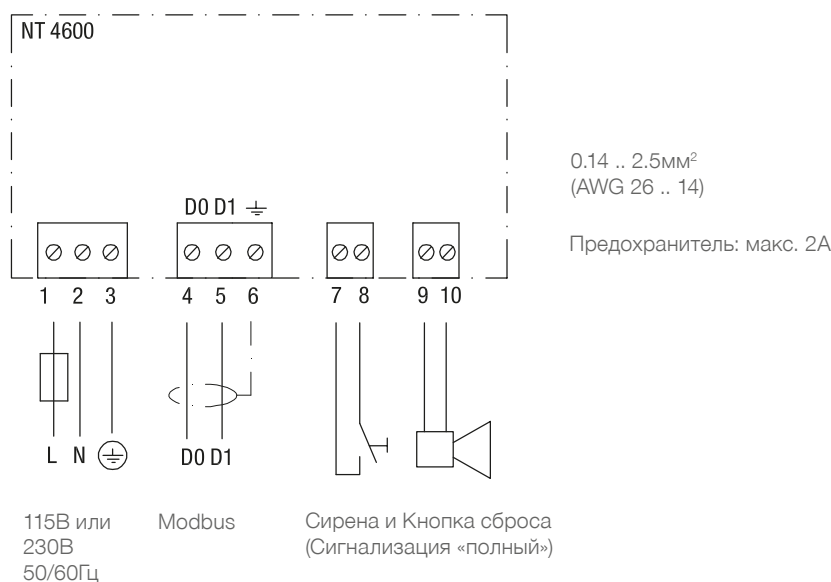 NT 4600
0.14 .. 2.5мм²
(AWG 26 .. 14)
Предохранитель: макс. 2А
D0 D1
1 2 3 4 5 6 7 8 9 10
L N D0 D1
115В или
230В
50/60Гц
Modbus
Сирена и Кнопка сброса
(Сигнализация «полный»)